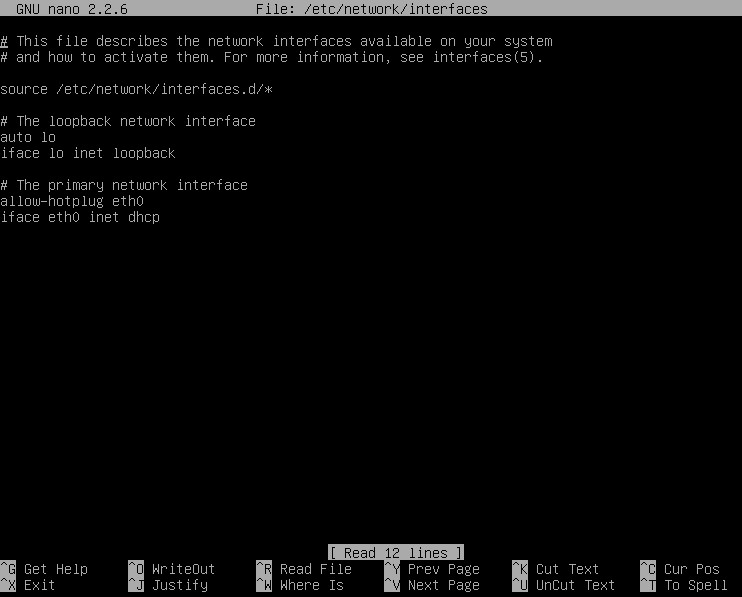 GNU nano 2.2.6 File: /etc/network/interfaces
# This file describes the network interfaces available on your system
# and how to activate them. For more information, see interfaces(5).
source /etc/network/interfaces.d/*
# The loopback network interface
auto lo
iface lo inet loopback
# The primary network interface
allow-hotplug eth0
iface eth0 inet dhcp
[ Read 12 lines ]
^G Get Help ^O WriteOut ^R Read File ^Y Prev Page ^K Cut Text ^C Cur Pos
^X Exit ^J Justify ^W Where Is ^V Next Page ^U UnCut Text ^T To Spell